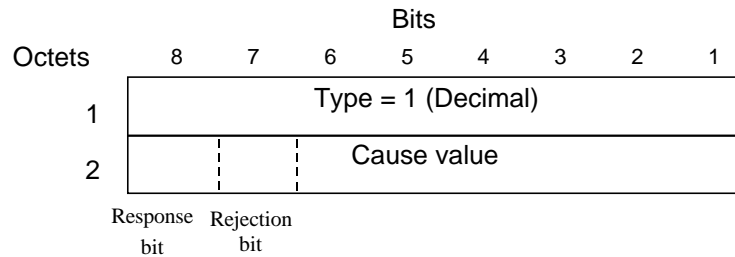 Bits
Octets 8 7 6 5 4 3 2 1
1 Type = 1 (Decimal)
2 Cause value
Response Rejection
bit bit